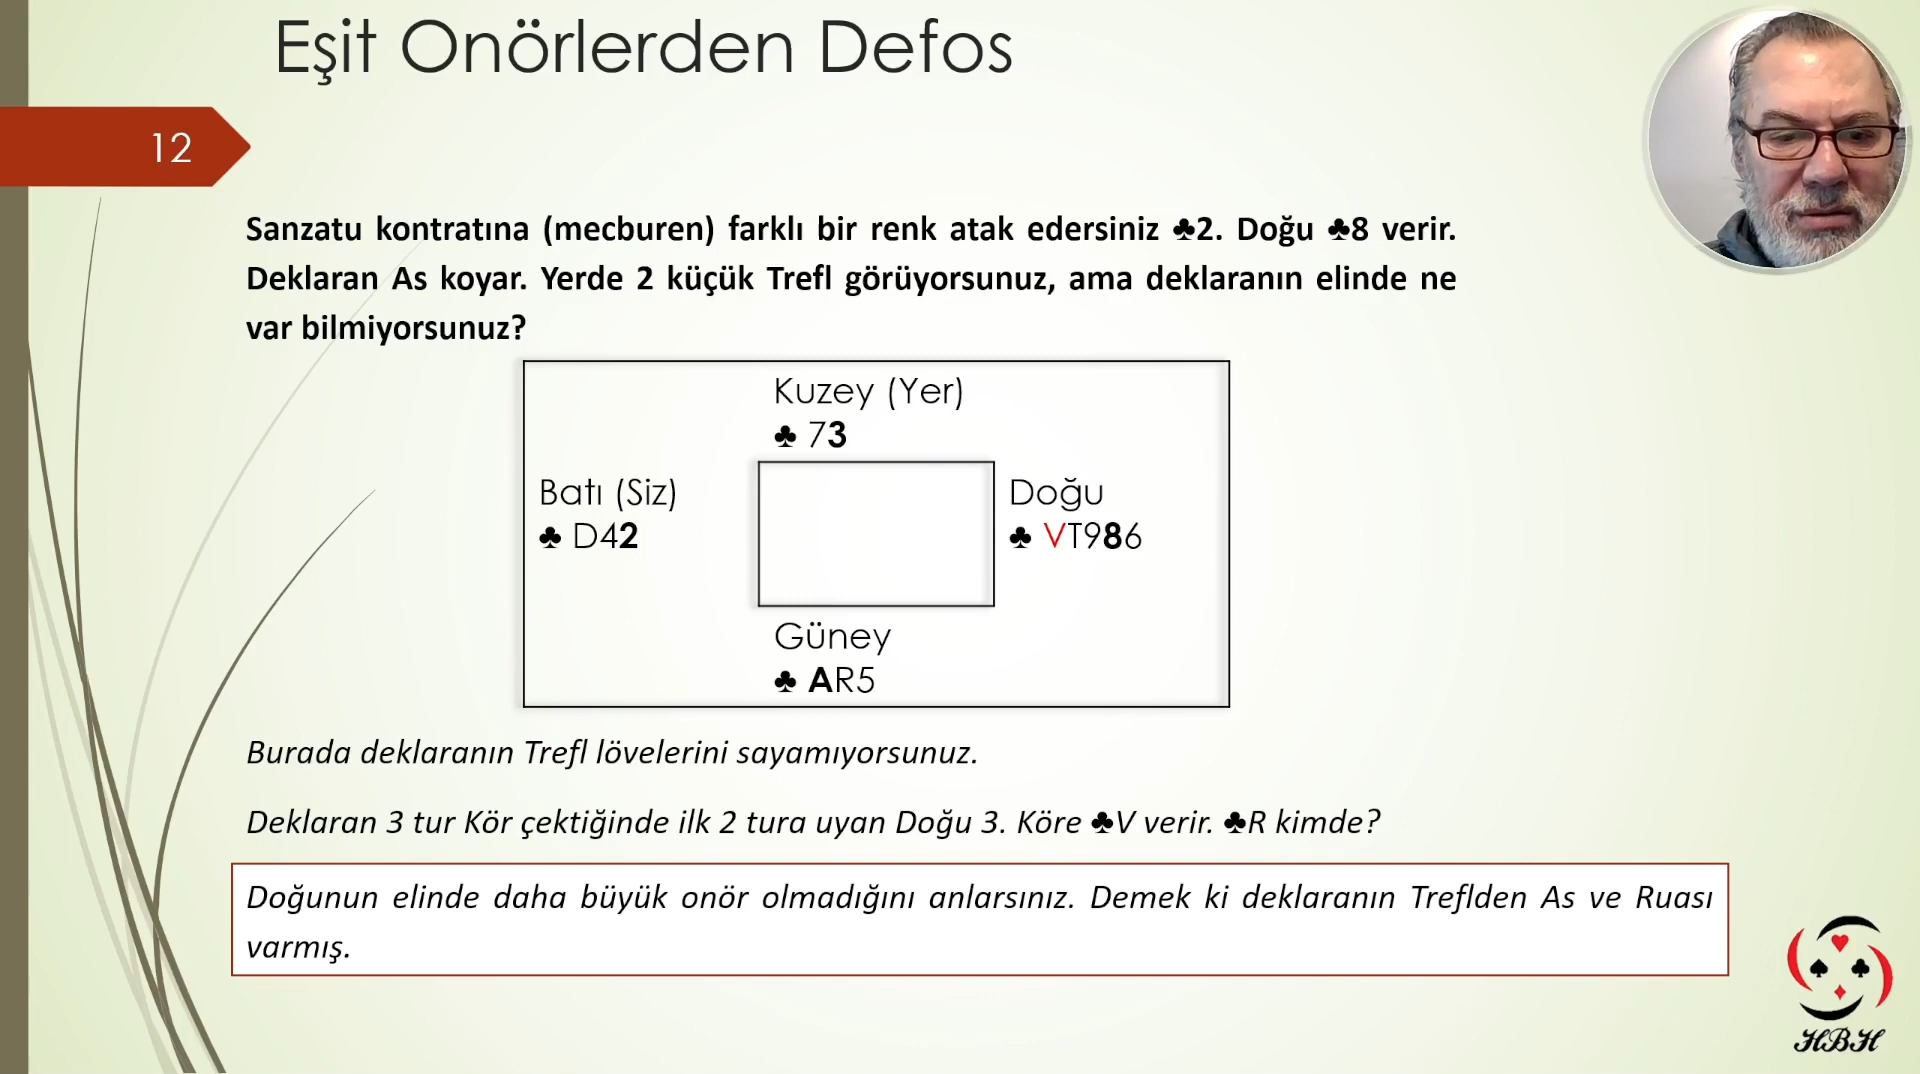 Eşit Onörlerden Defos
12
Sanzatu kontratına (mecburen) farklı bir renk atak edersiniz ♣2. Doğu ♣8 verir.
Deklaran As koyar. Yerde 2 küçük Trefl görüyorsunuz, ama deklaranın elinde ne
var bilmiyorsunuz?
Kuzey (Yer)
♣ 73
Batı (Siz)
♣ D42
Doğu
♣ VT986
Güney
♣ AR5
Burada deklaranın Trefl lövelerini sayamıyorsunuz.
Deklaran 3 tur Kör çektiğinde ilk 2 tura uyan Doğu 3. Köre ♣V verir. ♣R kimde?
Doğunun elinde daha büyük onör olmadığını anlarsınız. Demek ki deklaranın Treflden As ve Ruası
varmış.
HBH